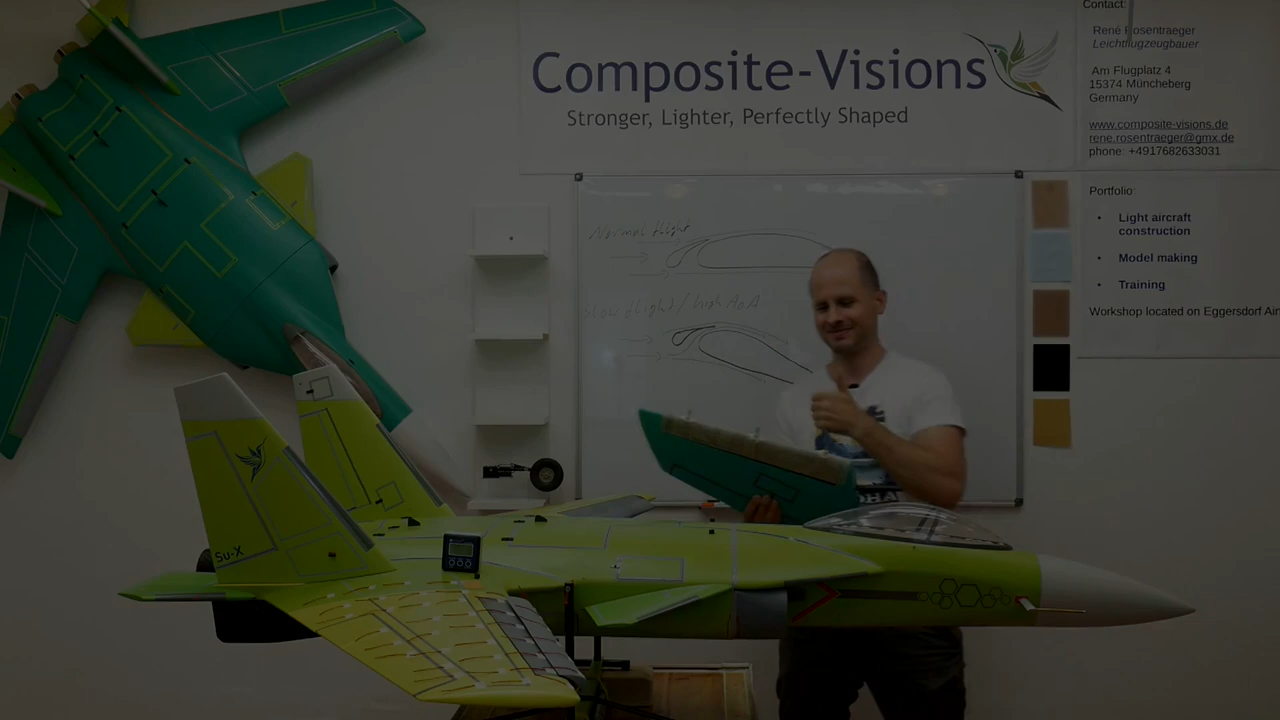 Composite-Visions
Stronger, Lighter, Perfectly Shaped
Contact:
René Rosentraeger
Leichtflugzeugbauer
Am Flugplatz 4
15374 Müncheberg
Germany
www.composite-visions.de
rene.rosentraeger@gmx.de
phone: +4917682633031
Portfolio:
• Light aircraft
construction
• Model making
• Training
Workshop located on Eggersdorf
Normal flight
Slow flight / high AoA
Su-X